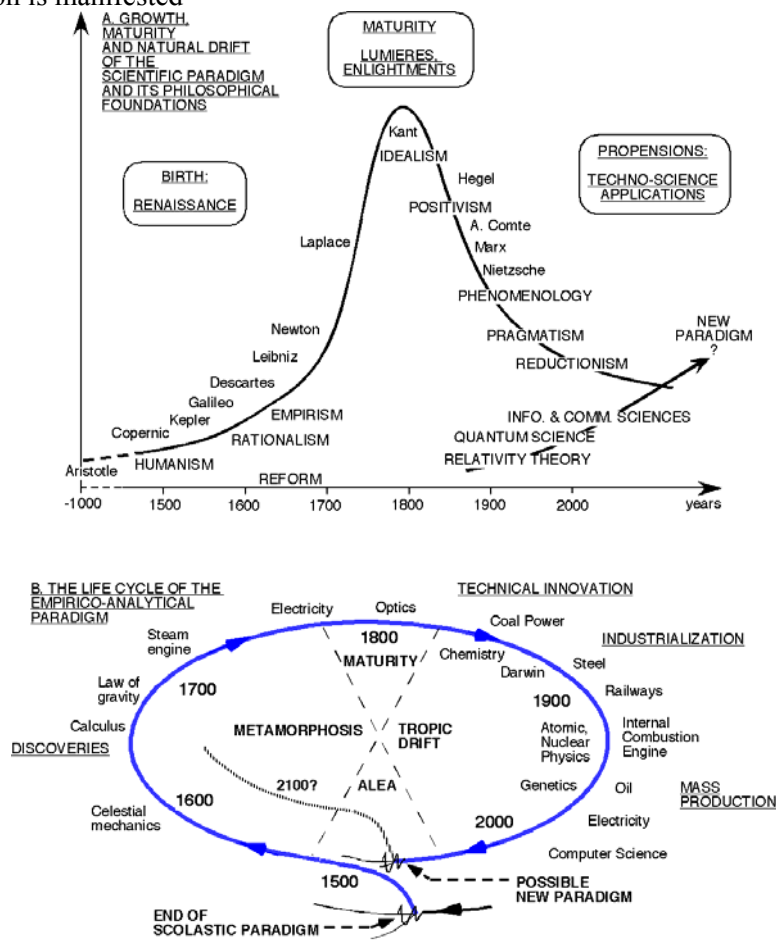 on is manifested
A. GROWTH,
MATURITY
AND NATURAL DRIFT
OF THE
SCIENTIFIC PARADIGM
AND ITS PHILOSOPHICAL
FOUNDATIONS
MATURITY
LUMIERES,
ENLIGHTMENTS
BIRTH:
RENAISSANCE
PROPENSIONS:
TECHNO-SCIENCE
APPLICATIONS
Kant
IDEALISM
Hegel
POSITIVISM
A. Comte
Marx
Nietzsche
PHENOMENOLOGY
PRAGMATISM
REDUCTIONISM
NEW
PARADIGM
?
Laplace
Newton
Leibniz
Descartes
Galileo
Kepler
Copernic
Aristotle
HUMANISM
RATIONALISM
EMPIRISM
REFORM
INFO. & COMM. SCIENCES
QUANTUM SCIENCE
RELATIVITY THEORY
-1000
1500
1600
1700
1800
1900
2000
years
B. THE LIFE CYCLE OF THE
EMPIRICO-ANALYTICAL
PARADIGM
TECHNICAL INNOVATION
Electricity
Optics
Coal Power
1800
MATURITY
Steam
engine
Chemistry
INDUSTRIALIZATION
Darwin
Steel
Law of
gravity
1700
1900
Railways
Calculus
DISCOVERIES
METAMORPHOSIS
TROPIC
DRIFT
Atomic,
Nuclear
Physics
Internal
Combustion
Engine
2100?
ALEA
Genetics
Oil
MASS
PRODUCTION
1600
Celestial
mechanics
2000
Electricity
Computer Science
1500
POSSIBLE
NEW PARADIGM
END OF
SCOLASTIC PARADIGM